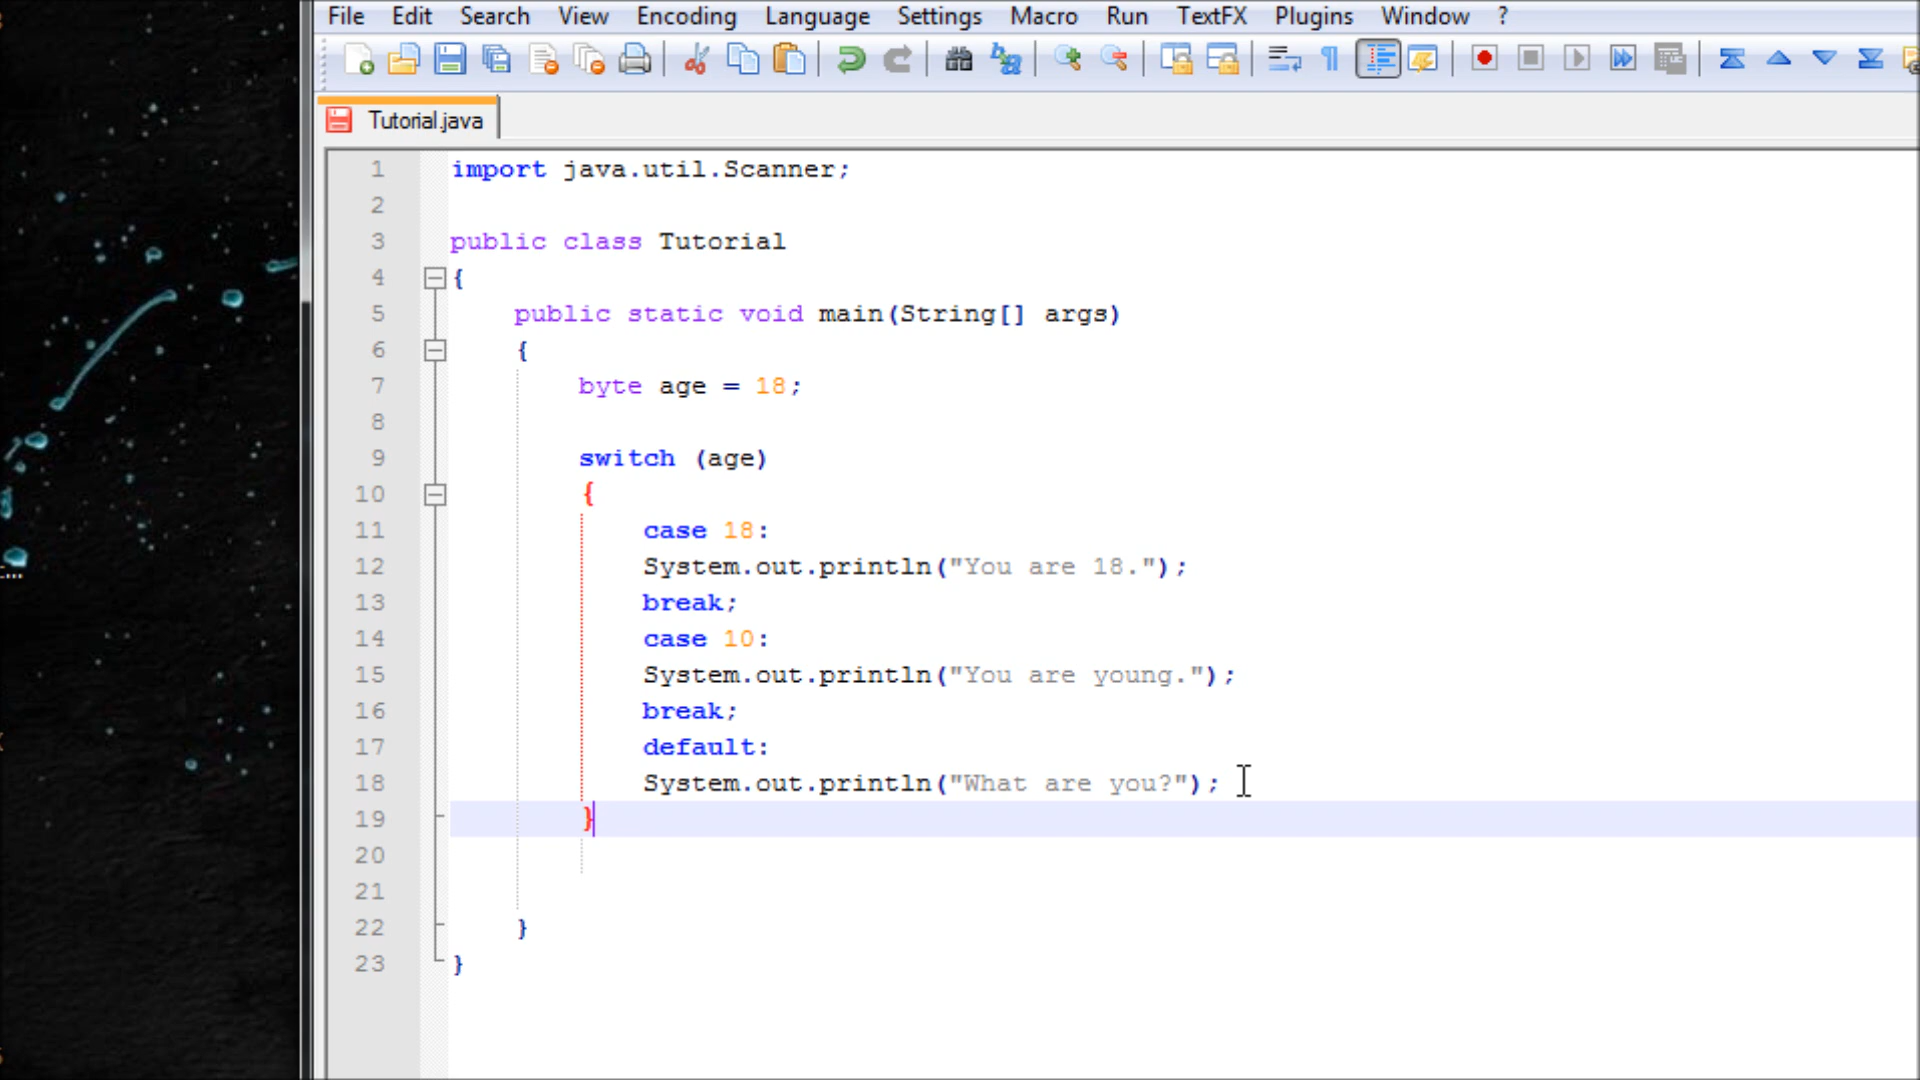 File Edit Search View Encoding Language Settings Macro Run TextFX Plugins Window ?
Tutorial.java
1 import java.util.Scanner;
2
3 public class Tutorial
4 {
5 public static void main(String[] args)
6 {
7 byte age = 18;
8
9 switch (age)
10 {
11 case 18:
12 System.out.println("You are 18.");
13 break;
14 case 10:
15 System.out.println("You are young.");
16 break;
17 default:
18 System.out.println("What are you?");
19 }
20
21
22 }
23 }